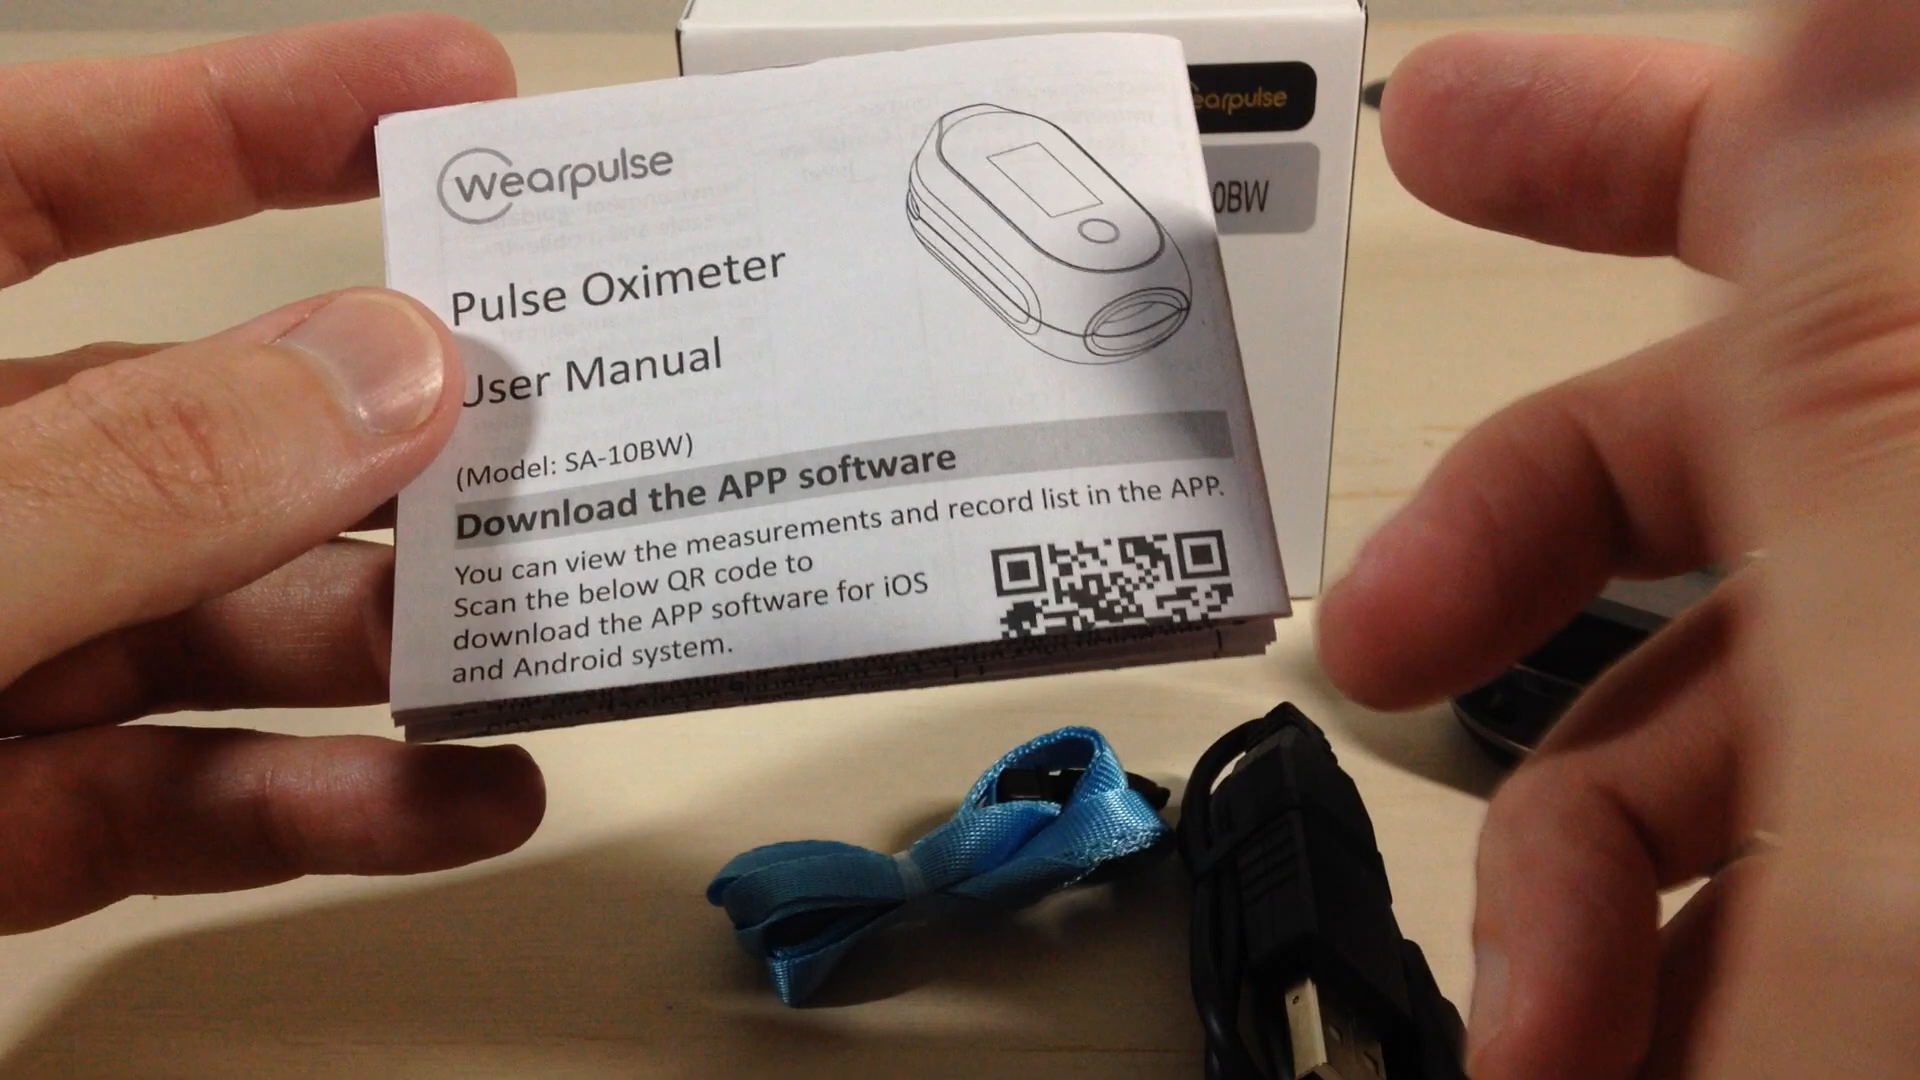 wearpulse
earpulse
0BW
Pulse Oximeter
User Manual
(Model: SA-10BW)
Download the APP software
You can view the measurements and record list in the APP.
Scan the below QR code to
download the APP software for iOS
and Android system.